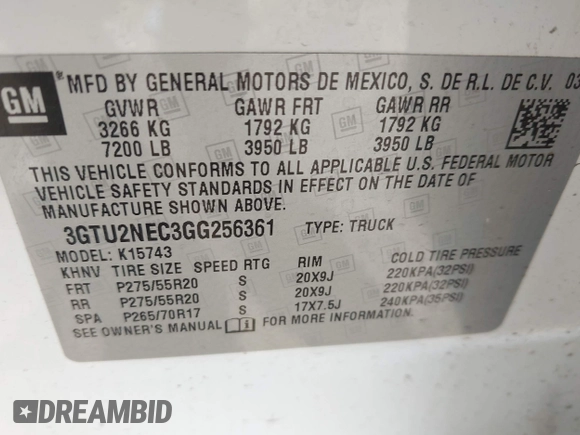 GM
MFD BY GENERAL MOTORS DE MEXICO, S. DE R.L. DE C.V. 03
GVWR GAWR FRT GAWR RR
3266 KG 1792 KG 1792 KG
7200 LB 3950 LB 3950 LB
THIS VEHICLE CONFORMS TO ALL APPLICABLE U.S. FEDERAL MOTOR
VEHICLE SAFETY STANDARDS IN EFFECT ON THE DATE OF
MANUFACTURE SHOWN ABOVE.
3GTU2NEC3GG256361 TYPE: TRUCK
MODEL: K15743
KHNV TIRE SIZE SPEED RTG RIM COLD TIRE PRESSURE
FRT P275/55R20 S 20X9J 220KPA(32PSI)
RR P275/55R20 S 20X9J 220KPA(32PSI)
SPA P265/70R17 S 17X7.5J 240KPA(35PSI)
SEE OWNER'S MANUAL FOR MORE INFORMATION.
DREAMBID